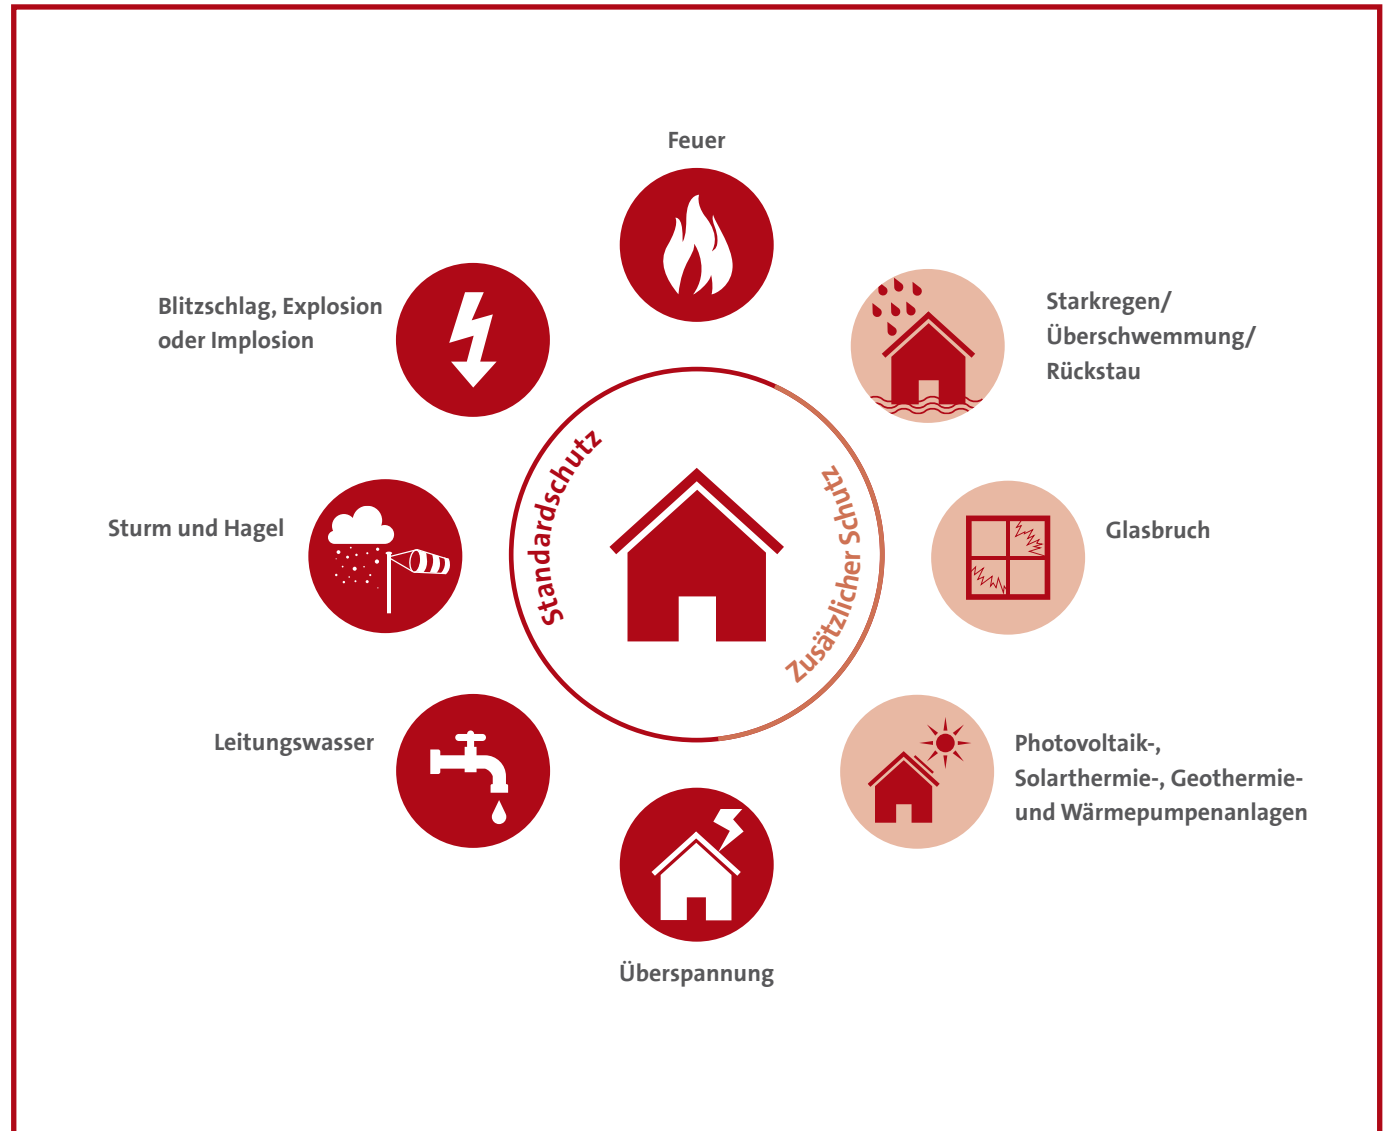 Feuer
Blitzschlag, Explosion
oder Implosion
Starkregen/
Überschwemmung/
Rückstau
Standardschutz
Zusätzlicher Schutz
Sturm und Hagel
Glasbruch
Leitungswasser
Photovoltaik-,
Solarthermie-, Geothermie-
und Wärmepumpenanlagen
Überspannung